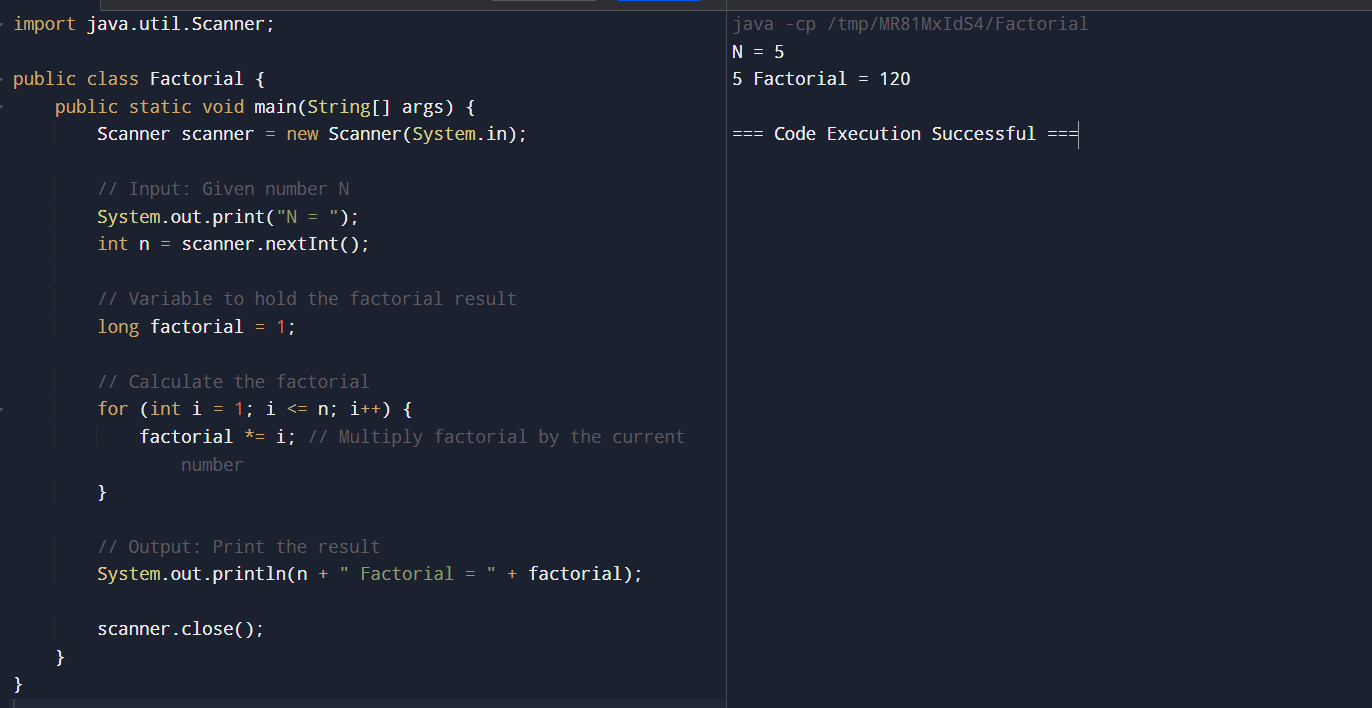 import java.util.Scanner;
public class Factorial {
public static void main(String[] args) {
Scanner scanner = new Scanner(System.in);
// Input: Given number N
System.out.print("N = ");
int n = scanner.nextInt();
// Variable to hold the factorial result
long factorial = 1;
// Calculate the factorial
for (int i = 1; i <= n; i++) {
factorial *= i; // Multiply factorial by the current
number
}
// Output: Print the result
System.out.println(n + " Factorial = " + factorial);
scanner.close();
}
}
java -cp /tmp/MR81MxIdS4/Factorial
N = 5
5 Factorial = 120
=== Code Execution Successful ===